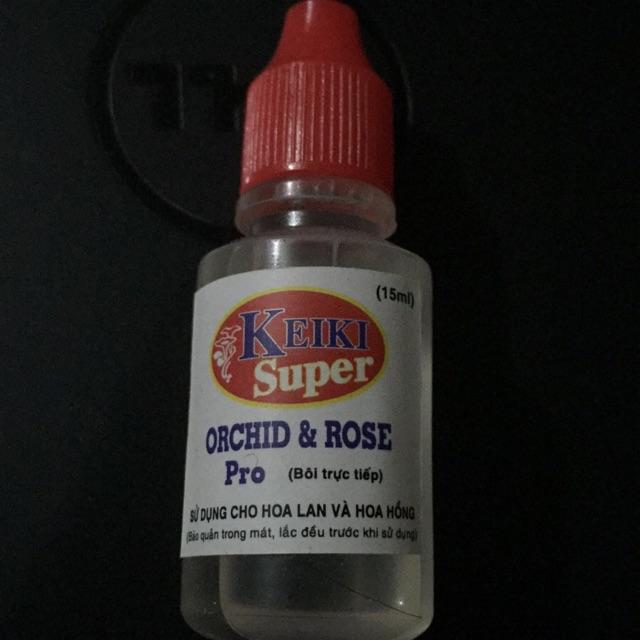 (15ml)
KEIKI
Super
ORCHID & ROSE
Pro (Bôi trực tiếp)
SỬ DỤNG CHO HOA LAN VÀ HOA HỒNG
(Bảo quản trong mát, lắc đều trước khi sử dụng)